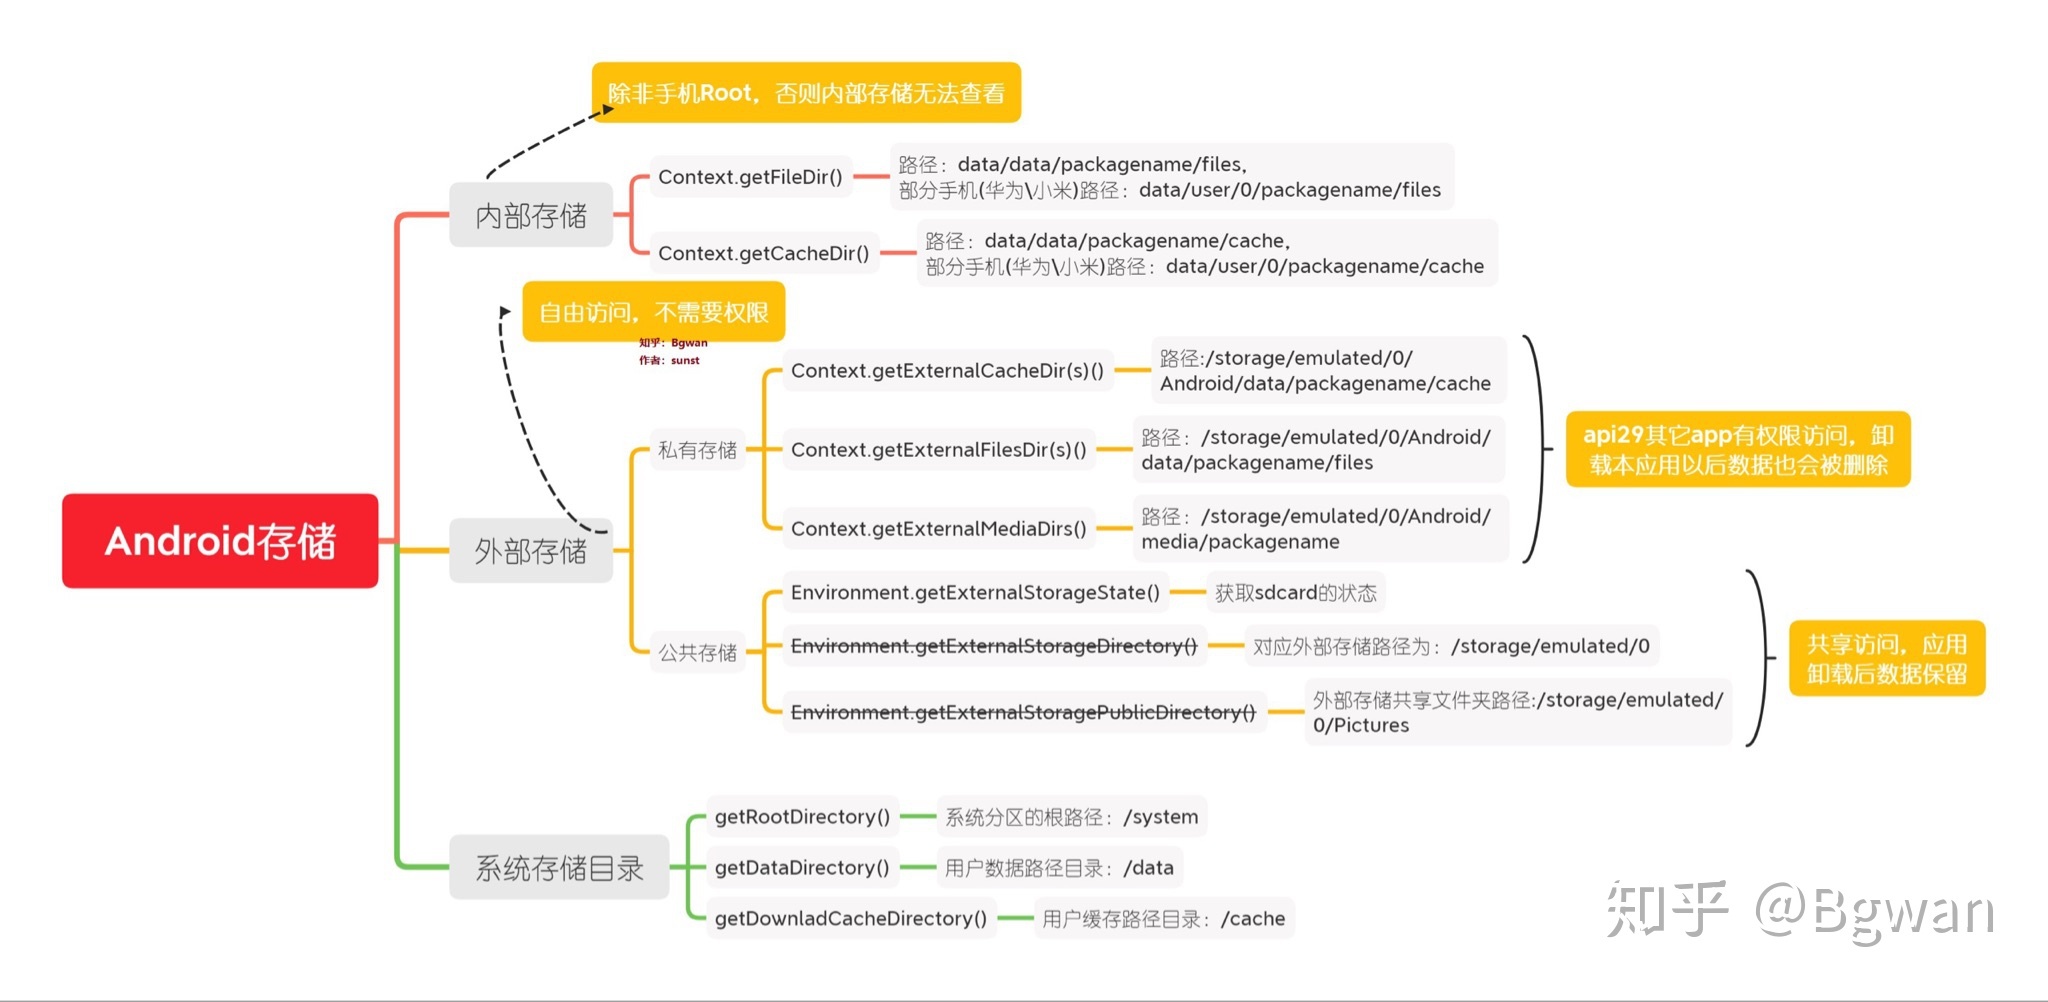 除非手机Root，否则内部存储无法查看
Android存储
内部存储
Context.getFileDir()
路径：data/data/packagename/files,
部分手机(华为\小米)路径：data/user/0/packagename/files
Context.getCacheDir()
路径：data/data/packagename/cache,
部分手机(华为\小米)路径：data/user/0/packagename/cache
自由访问，不需要权限
知乎：Bgwan
作者：sunst
外部存储
私有存储
Context.getExternalCacheDir(s)()
路径:/storage/emulated/0/
Android/data/packagename/cache
Context.getExternalFilesDir(s)()
路径：/storage/emulated/0/Android/
data/packagename/files
Context.getExternalMediaDirs()
路径：/storage/emulated/0/Android/
media/packagename
api29其它app有权限访问，卸
载本应用以后数据也会被删除
公共存储
Environment.getExternalStorageState()
获取sdcard的状态
Environment.getExternalStorageDirectory()
对应外部存储路径为：/storage/emulated/0
Environment.getExternalStoragePublicDirectory()
外部存储共享文件夹路径:/storage/emulated/
0/Pictures
共享访问，应用
卸载后数据保留
系统存储目录
getRootDirectory()
系统分区的根路径：/system
getDataDirectory()
用户数据路径目录：/data
getDownladCacheDirectory()
用户缓存路径目录：/cache
知乎 @Bgwan